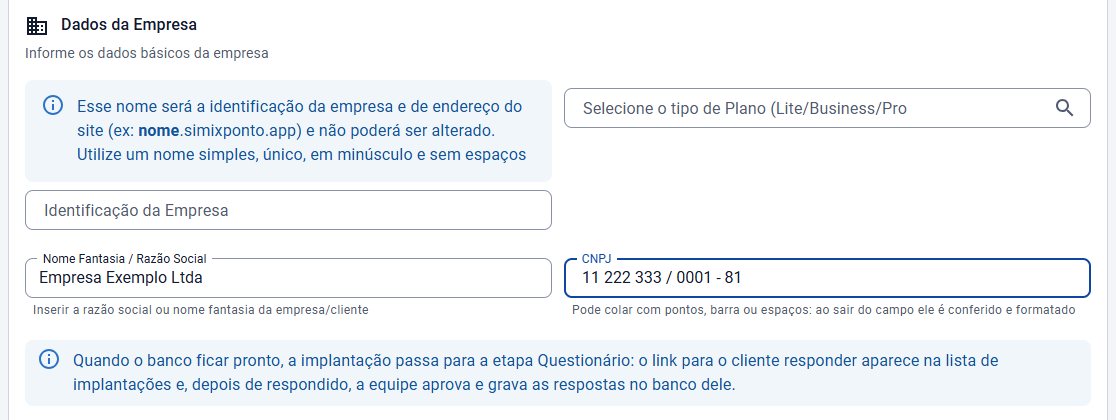 Dados da Empresa
Informe os dados básicos da empresa
Esse nome será a identificação da empresa e de endereço do
site (ex: nome.simixponto.app) e não poderá ser alterado.
Utilize um nome simples, único, em minúsculo e sem espaços
Selecione o tipo de Plano (Lite/Business/Pro
Identificação da Empresa
Nome Fantasia / Razão Social
Empresa Exemplo Ltda
Inserir a razão social ou nome fantasia da empresa/cliente
CNPJ
11 222 333 / 0001 - 81
Pode colar com pontos, barra ou espaços: ao sair do campo ele é conferido e formatado
Quando o banco ficar pronto, a implantação passa para a etapa Questionário: o link para o cliente responder aparece na lista de
implantações e, depois de respondido, a equipe aprova e grava as respostas no banco dele.